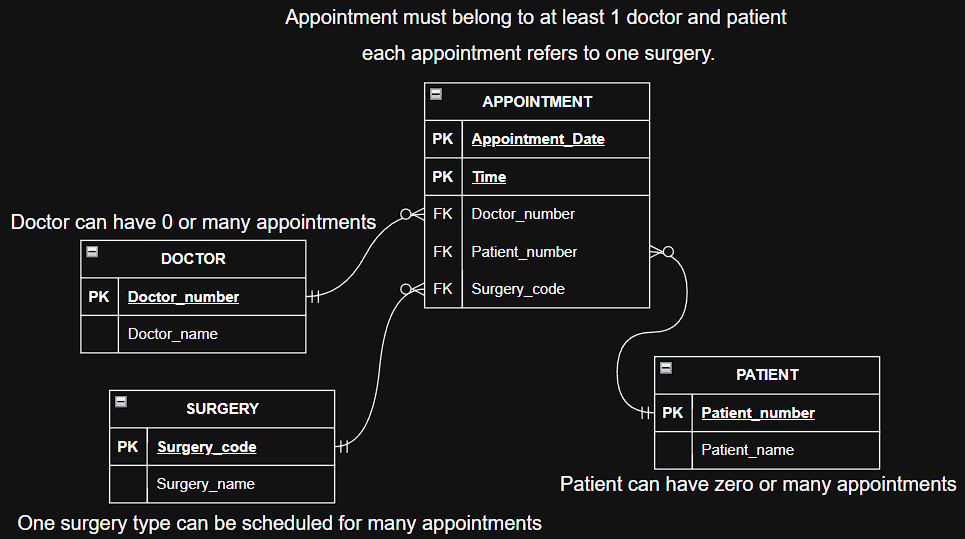 Appointment must belong to at least 1 doctor and patient
each appointment refers to one surgery.
APPOINTMENT
PK Appointment_Date
PK Time
FK Doctor_number
FK Patient_number
FK Surgery_code
Doctor can have 0 or many appointments
DOCTOR
PK Doctor_number
Doctor_name
SURGERY
PK Surgery_code
Surgery_name
One surgery type can be scheduled for many appointments
PATIENT
PK Patient_number
Patient_name
Patient can have zero or many appointments